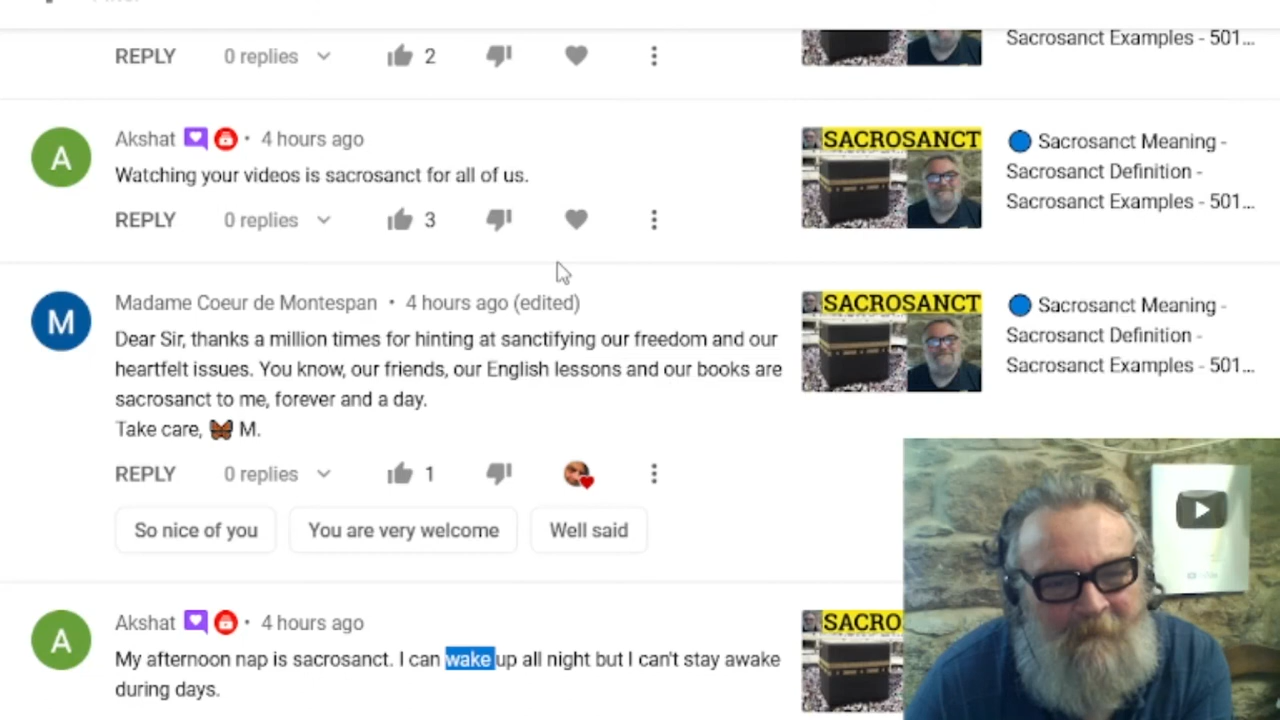 Sacrosanct Examples - 501...
REPLY 0 replies 2
A Akshat • 4 hours ago
SACROSANCT
Sacrosanct Meaning -
Sacrosanct Definition -
Sacrosanct Examples - 501...
Watching your videos is sacrosanct for all of us.
REPLY 0 replies 3
M Madame Coeur de Montespan • 4 hours ago (edited)
SACROSANCT
Sacrosanct Meaning -
Sacrosanct Definition -
Sacrosanct Examples - 501...
Dear Sir, thanks a million times for hinting at sanctifying our freedom and our
heartfelt issues. You know, our friends, our English lessons and our books are
sacrosanct to me, forever and a day.
Take care, 🦋 M.
REPLY 0 replies 1
So nice of you You are very welcome Well said
A Akshat • 4 hours ago
SACRO
My afternoon nap is sacrosanct. I can wake up all night but I can't stay awake
during days.